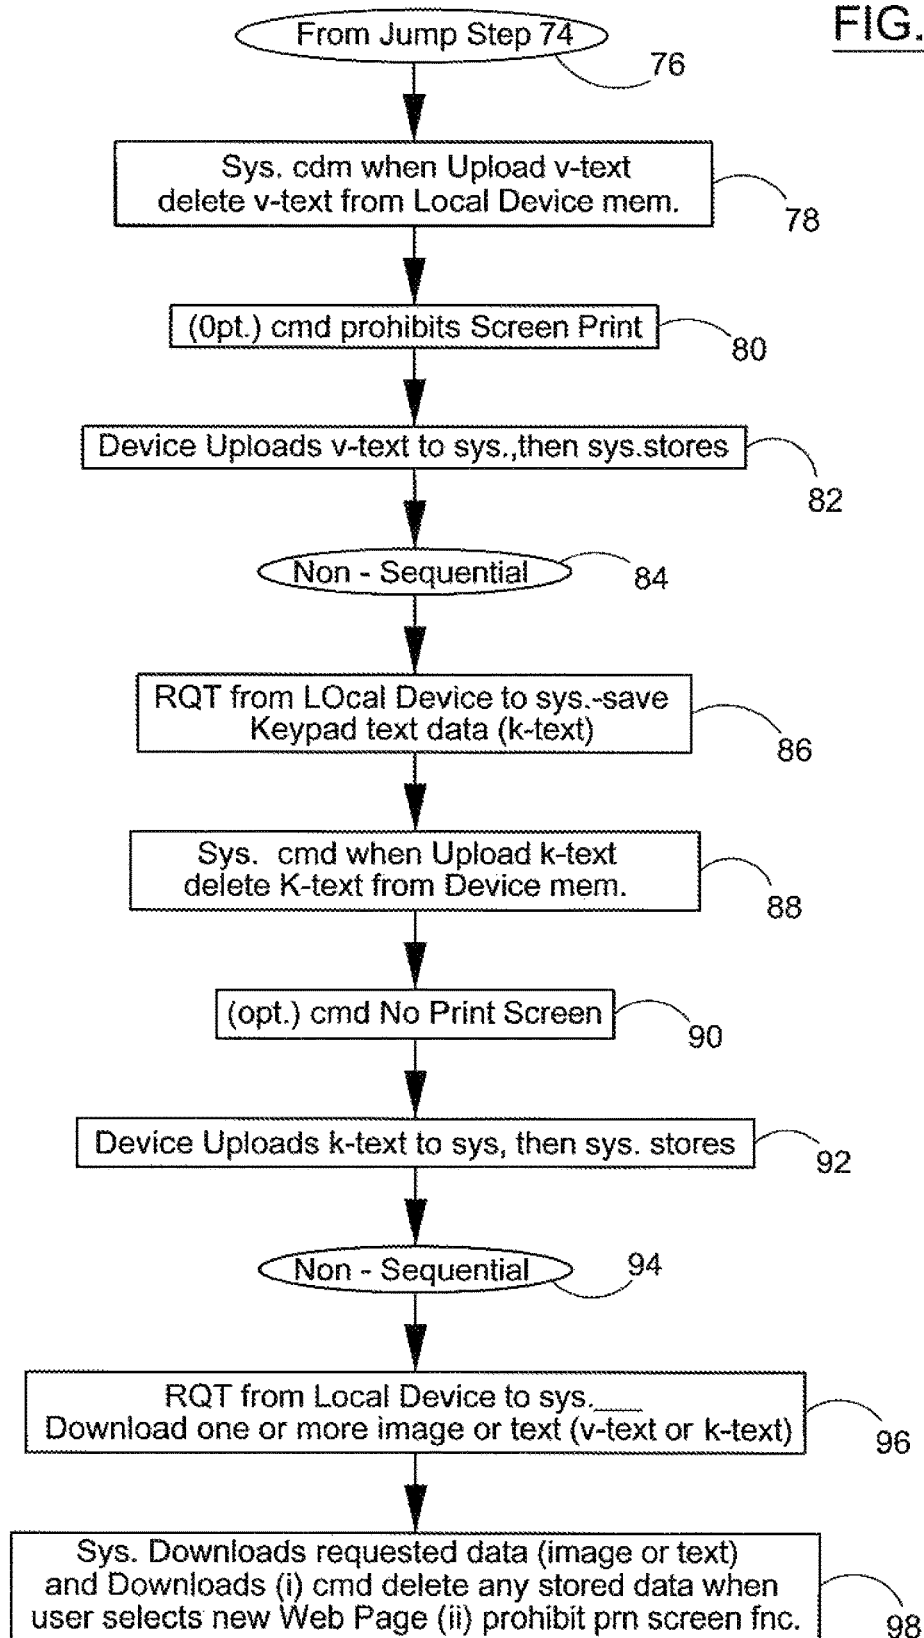 FIG.
From Jump Step 74
76
Sys. cdm when Upload v-text
delete v-text from Local Device mem.
78
(0pt.) cmd prohibits Screen Print
80
Device Uploads v-text to sys.,then sys.stores
82
Non - Sequential
84
RQT from LOcal Device to sys.-save
Keypad text data (k-text)
86
Sys. cmd when Upload k-text
delete K-text from Device mem.
88
(opt.) cmd No Print Screen
90
Device Uploads k-text to sys, then sys. stores
92
Non - Sequential
94
RQT from Local Device to sys.___
Download one or more image or text (v-text or k-text)
96
Sys. Downloads requested data (image or text)
and Downloads (i) cmd delete any stored data when
user selects new Web Page (ii) prohibit prn screen fnc.
98